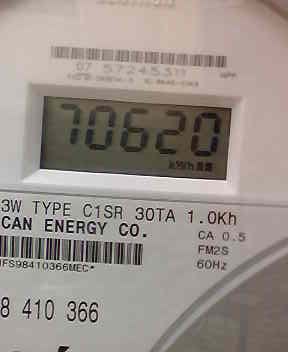 07 57245311
70620
kWh
3W TYPE C1SR 30TA 1.0Kh
CAN ENERGY CO.
CA 0.5
FM2S
60Hz
IFS98410366MEC*
8 410 366